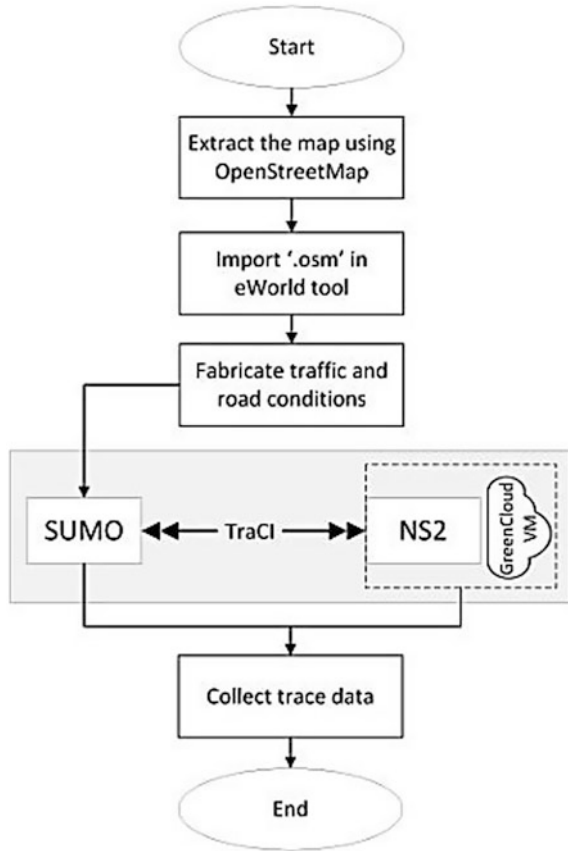 Start
Extract the map using
OpenStreetMap
Import ‘.osm’ in
eWorld tool
Fabricate traffic and
road conditions
SUMO
TraCI
NS2
GreenCloud
VM
Collect trace data
End